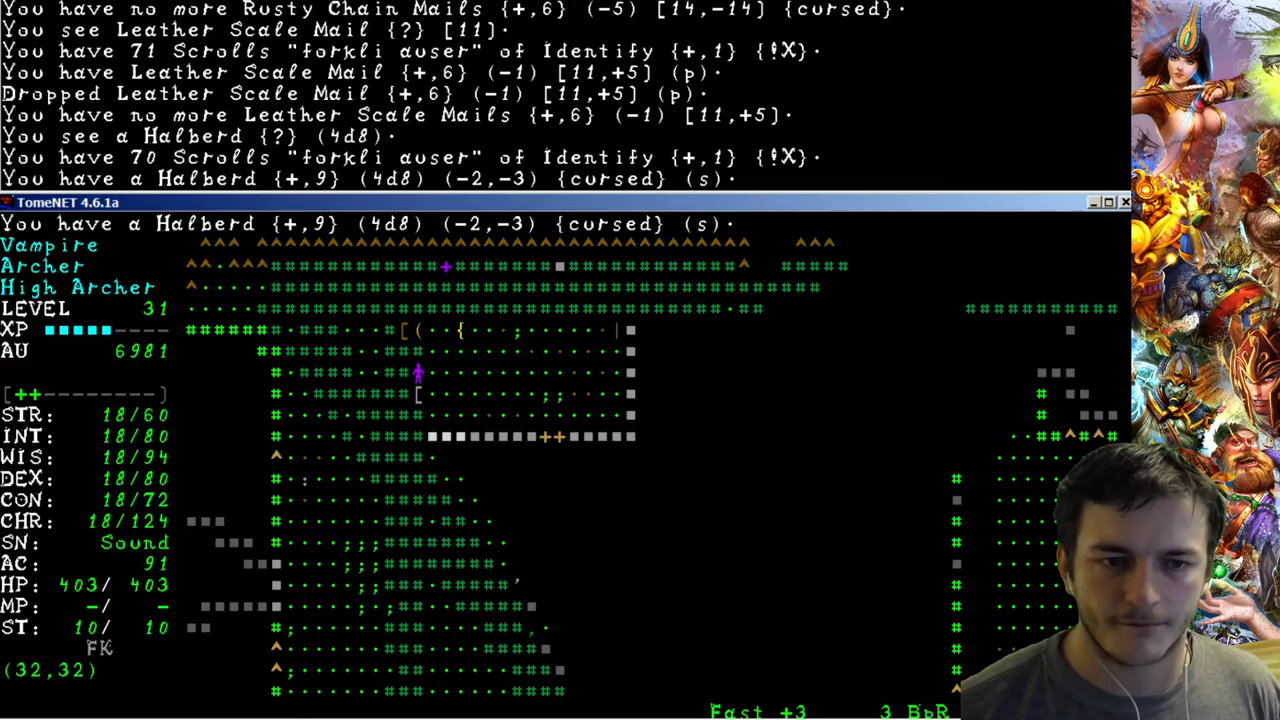 You have no more Rusty Chain Mails {+,6} (-5) [14,-14] {cursed}.
You see Leather Scale Mail {?} [11].
You have 71 Scrolls "forkli auser" of Identify {+,1} {!X}.
You have Leather Scale Mail {+,6} (-1) [11,+5] (p).
Dropped Leather Scale Mail {+,6} (-1) [11,+5] (p).
You have no more Leather Scale Mails {+,6} (-1) [11,+5].
You see a Halberd {?} (4d8).
You have 70 Scrolls "forkli auser" of Identify {+,1} {!X}.
You have a Halberd {+,9} (4d8) (-2,-3) {cursed} (s).
TomeNET 4.6.1a
You have a Halberd {+,9} (4d8) (-2,-3) {cursed} (s).
Vampire
Archer
High Archer
LEVEL 31
XP
AU 6981
[++---------]
STR: 18/60
INT: 18/80
WIS: 18/94
DEX: 18/80
CON: 18/72
CHR: 18/124
SN: Sound
AC: 91
HP: 403/ 403
MP: -/ -
ST: 10/ 10
FK
(32,32)
Fast +3 3 BpR